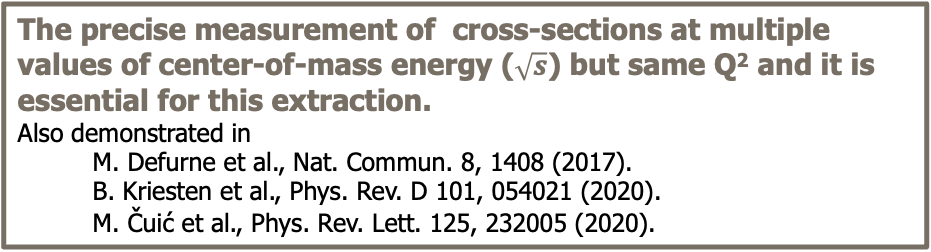 The precise measurement of cross-sections at multiple
values of center-of-mass energy (√s) but same Q² and it is
essential for this extraction.
Also demonstrated in
M. Defurne et al., Nat. Commun. 8, 1408 (2017).
B. Kriesten et al., Phys. Rev. D 101, 054021 (2020).
M. Čuić et al., Phys. Rev. Lett. 125, 232005 (2020).